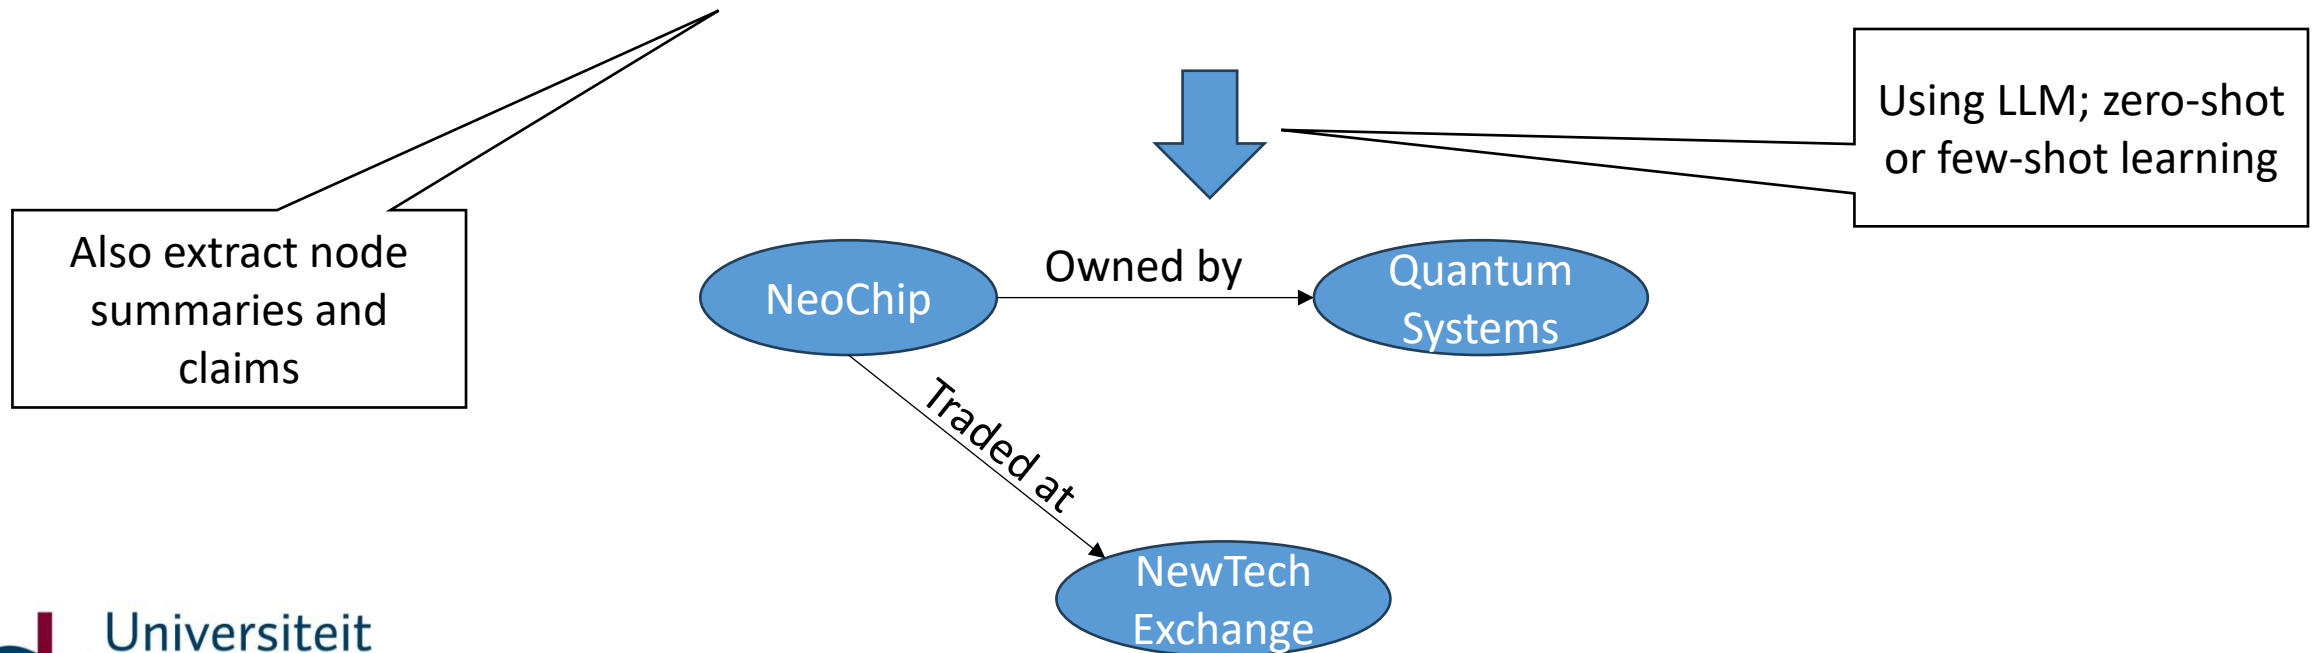 Using LLM; zero-shot
or few-shot learning
Also extract node
summaries and
claims
NeoChip
Owned by
Quantum
Systems
Traded at
NewTech
Exchange
Universiteit